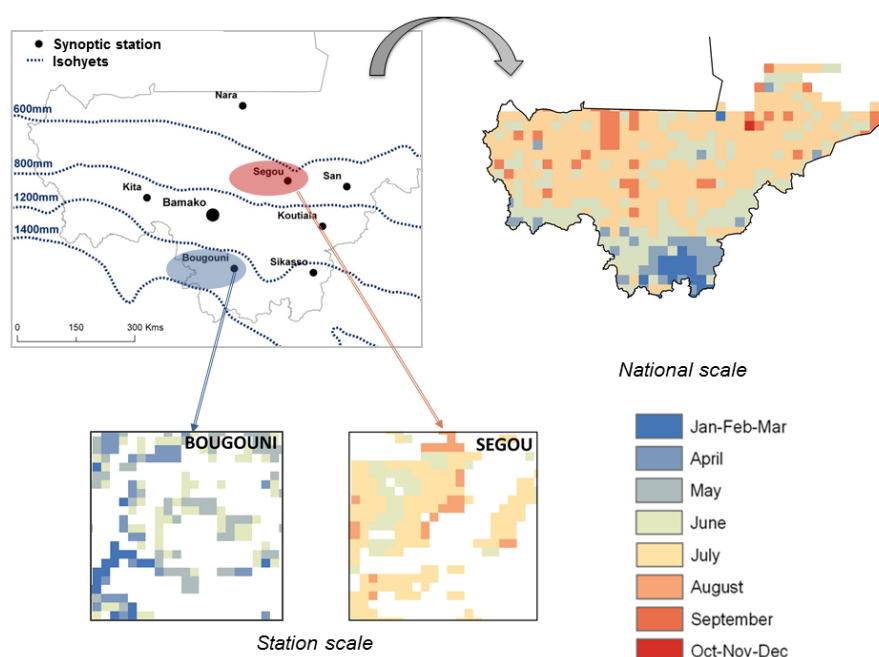 Synoptic station
Isohyets
Nara
600mm
800mm
Segou
San
Kita
1200mm
Bamako
Koutiala
1400mm
Bougouni
Sikasso
0 150 300 Kms
National scale
BOUGOUNI
SEGOU
Station scale
Jan-Feb-Mar
April
May
June
July
August
September
Oct-Nov-Dec